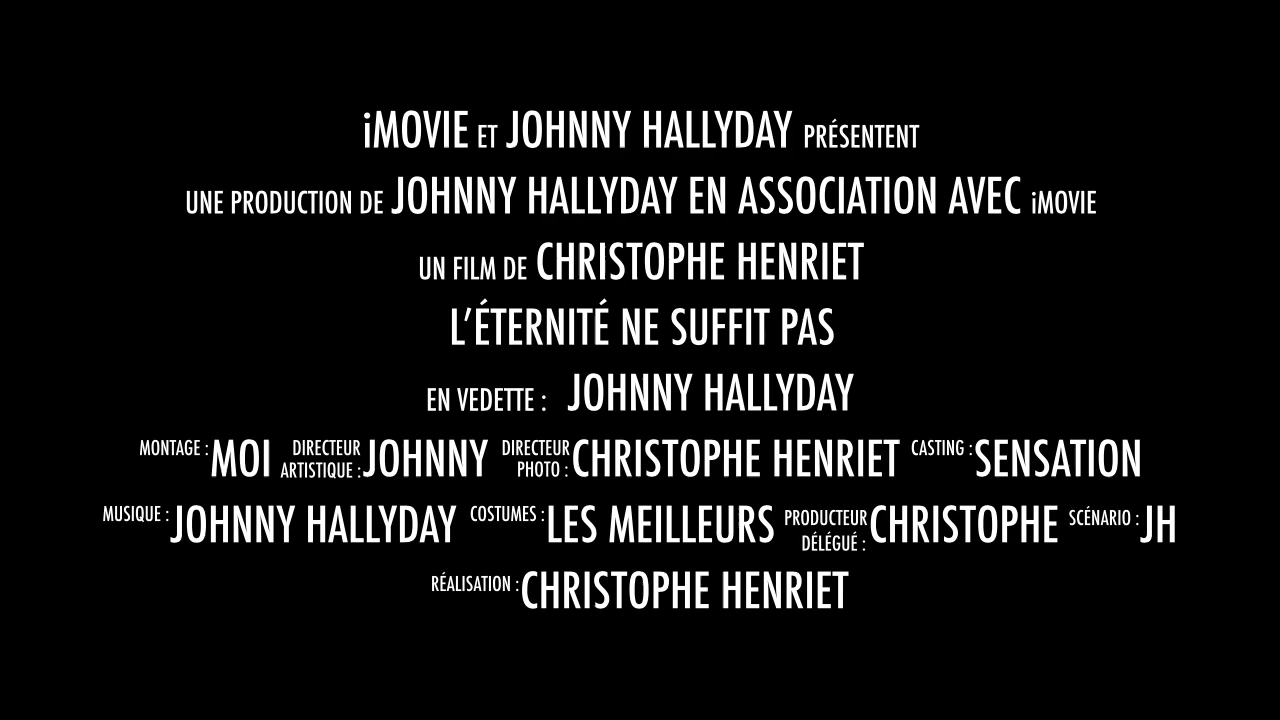 iMOVIE ET JOHNNY HALLYDAY PRÉSENTENT
UNE PRODUCTION DE JOHNNY HALLYDAY EN ASSOCIATION AVEC iMOVIE
UN FILM DE CHRISTOPHE HENRIET
L’ÉTERNITÉ NE SUFFIT PAS
EN VEDETTE : JOHNNY HALLYDAY
MONTAGE : MOI DIRECTEUR ARTISTIQUE : JOHNNY DIRECTEUR PHOTO : CHRISTOPHE HENRIET CASTING : SENSATION
MUSIQUE : JOHNNY HALLYDAY COSTUMES : LES MEILLEURS PRODUCTEUR DÉLÉGUÉ : CHRISTOPHE SCÉNARIO : JH
RÉALISATION : CHRISTOPHE HENRIET